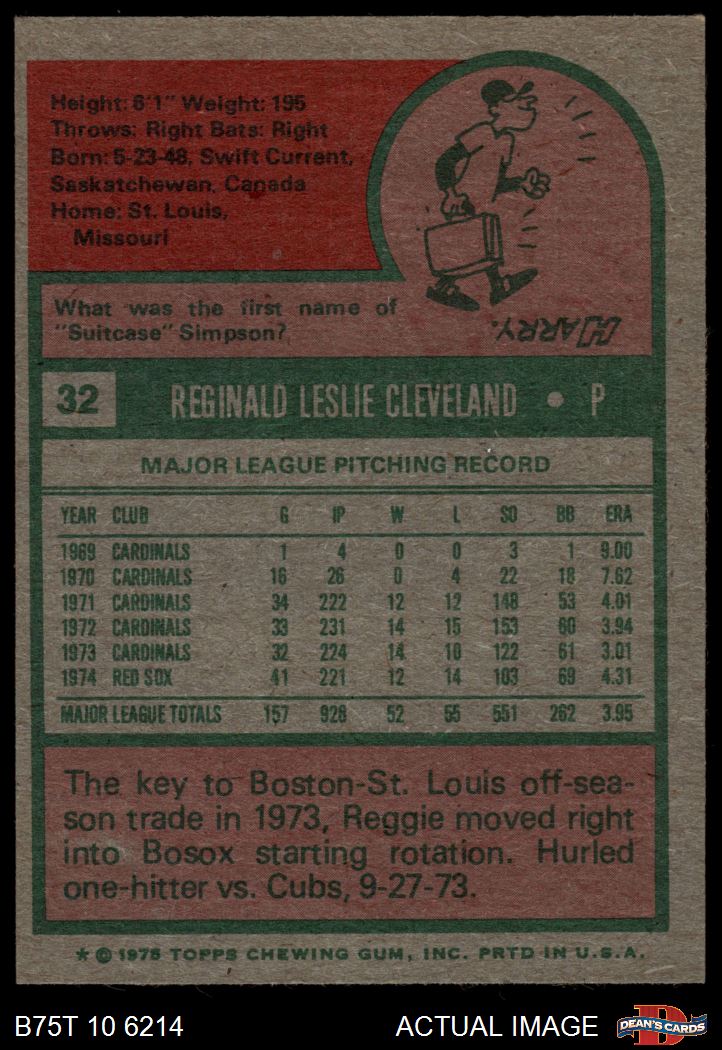 Height: 6'1" Weight: 195
Throws: Right Bats: Right
Born: 5-23-48, Swift Current,
Saskatchewan, Canada
Home: St. Louis,
Missouri
What was the first name of
"Suitcase" Simpson?
HARRY.
32 REGINALD LESLIE CLEVELAND • P
MAJOR LEAGUE PITCHING RECORD
YEAR CLUB G IP W L SO BB ERA
1969 CARDINALS 1 4 0 0 3 1 9.00
1970 CARDINALS 16 26 0 4 22 18 7.62
1971 CARDINALS 34 222 12 12 148 53 4.01
1972 CARDINALS 33 231 14 15 153 60 3.94
1973 CARDINALS 32 224 14 10 122 61 3.01
1974 RED SOX 41 221 12 14 103 69 4.31
MAJOR LEAGUE TOTALS 157 928 52 55 551 262 3.95
The key to Boston-St. Louis off-sea-
son trade in 1973, Reggie moved right
into Bosox starting rotation. Hurled
one-hitter vs. Cubs, 9-27-73.
* © 1975 TOPPS CHEWING GUM, INC. PRTD IN U.S.A.
B75T 10 6214 ACTUAL IMAGE D DEAN'S CARDS